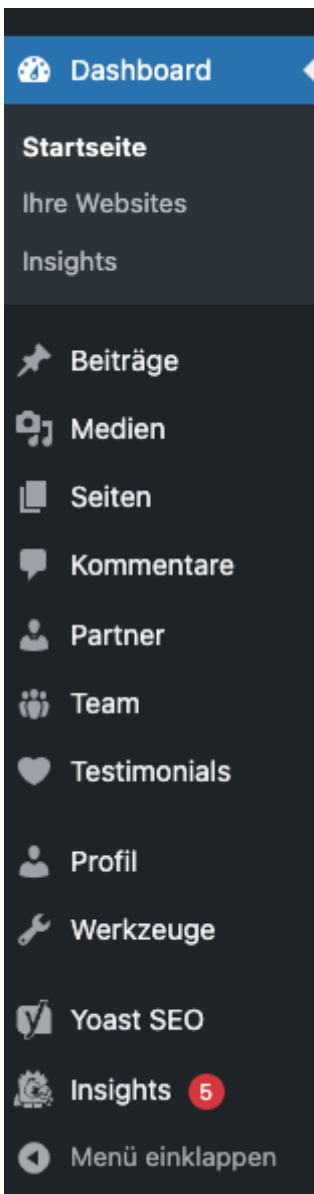 Dashboard
Startseite
Ihre Websites
Insights
Beiträge
Medien
Seiten
Kommentare
Partner
Team
Testimonials
Profil
Werkzeuge
Yoast SEO
Insights 5
Menü einklappen